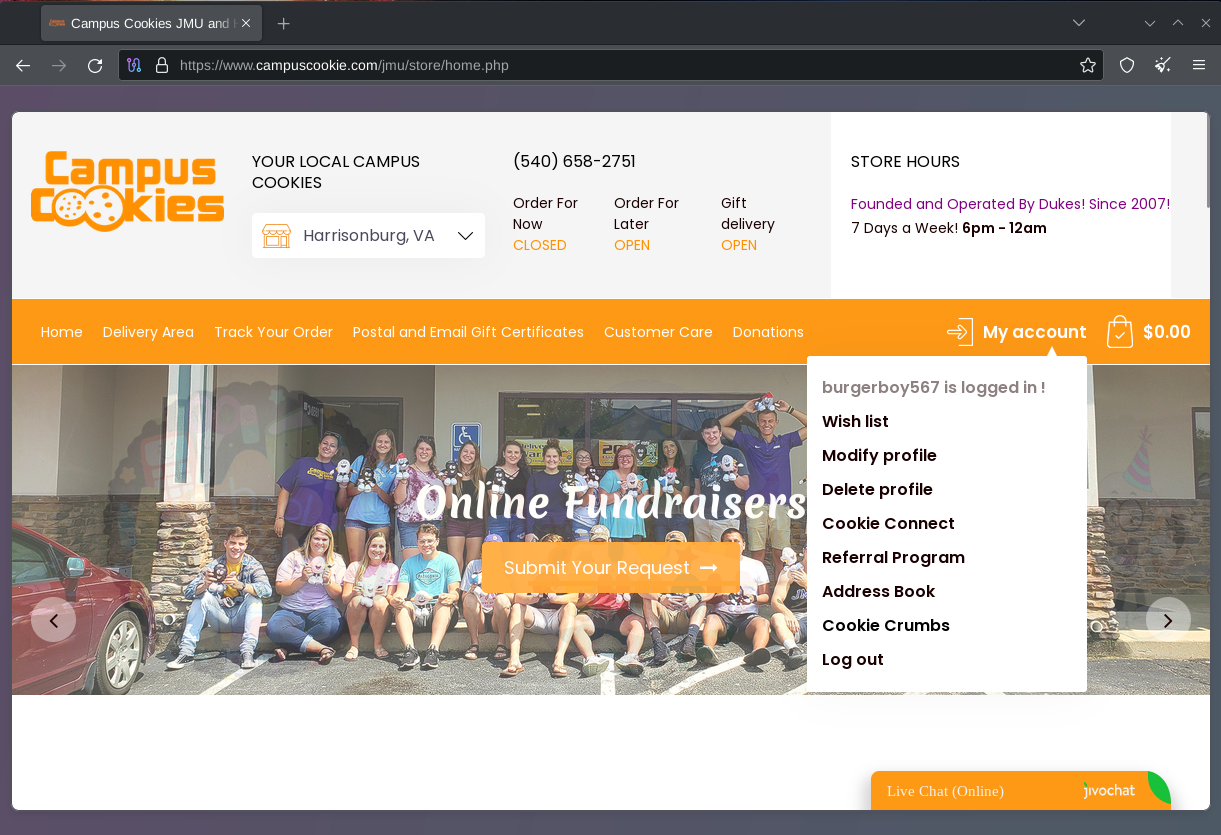 Campus Cookies JMU and
https://www.campuscookie.com/jmu/store/home.php
Campus
Cookies
YOUR LOCAL CAMPUS
COOKIES
Harrisonburg, VA
(540) 658-2751
Order For
Now
CLOSED
Order For
Later
OPEN
Gift
delivery
OPEN
STORE HOURS
Founded and Operated By Dukes! Since 2007!
7 Days a Week! 6pm - 12am
Home
Delivery Area
Track Your Order
Postal and Email Gift Certificates
Customer Care
Donations
My account
$0.00
burgerboy567 is logged in !
Wish list
Modify profile
Delete profile
Cookie Connect
Referral Program
Address Book
Cookie Crumbs
Log out
Online Fundraisers
Submit Your Request
Live Chat (Online)
jivochat